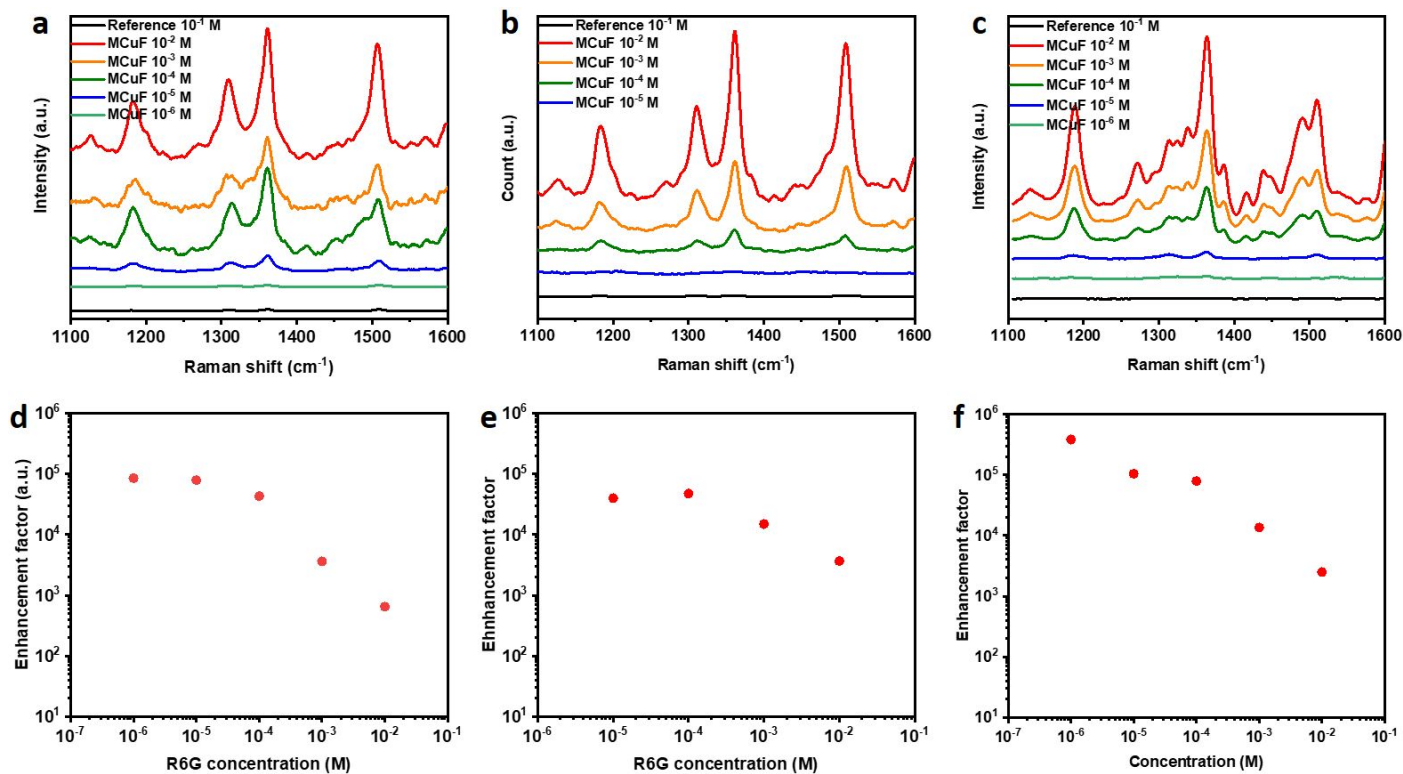 a
Reference 10⁻¹ M
MCuF 10⁻² M
MCuF 10⁻³ M
MCuF 10⁻⁴ M
MCuF 10⁻⁵ M
MCuF 10⁻⁶ M
Intensity (a.u.)
1100 1200 1300 1400 1500 1600
Raman shift (cm⁻¹)
b
Reference 10⁻¹ M
MCuF 10⁻² M
MCuF 10⁻³ M
MCuF 10⁻⁴ M
MCuF 10⁻⁵ M
Count (a.u.)
1100 1200 1300 1400 1500 1600
Raman shift (cm⁻¹)
c
Reference 10⁻¹ M
MCuF 10⁻² M
MCuF 10⁻³ M
MCuF 10⁻⁴ M
MCuF 10⁻⁵ M
MCuF 10⁻⁶ M
Intensity (a.u.)
1100 1200 1300 1400 1500 1600
Raman shift (cm⁻¹)
d
10⁶
10⁵
10⁴
10³
10²
10¹
Enhancement factor (a.u.)
10⁻⁷ 10⁻⁶ 10⁻⁵ 10⁻⁴ 10⁻³ 10⁻² 10⁻¹
R6G concentration (M)
e
10⁶
10⁵
10⁴
10³
10²
10¹
Ehnhancement factor
10⁻⁶ 10⁻⁵ 10⁻⁴ 10⁻³ 10⁻² 10⁻¹
R6G concentration (M)
f
10⁶
10⁵
10⁴
10³
10²
10¹
Enhancement factor
10⁻⁷ 10⁻⁶ 10⁻⁵ 10⁻⁴ 10⁻³ 10⁻² 10⁻¹
Concentration (M)